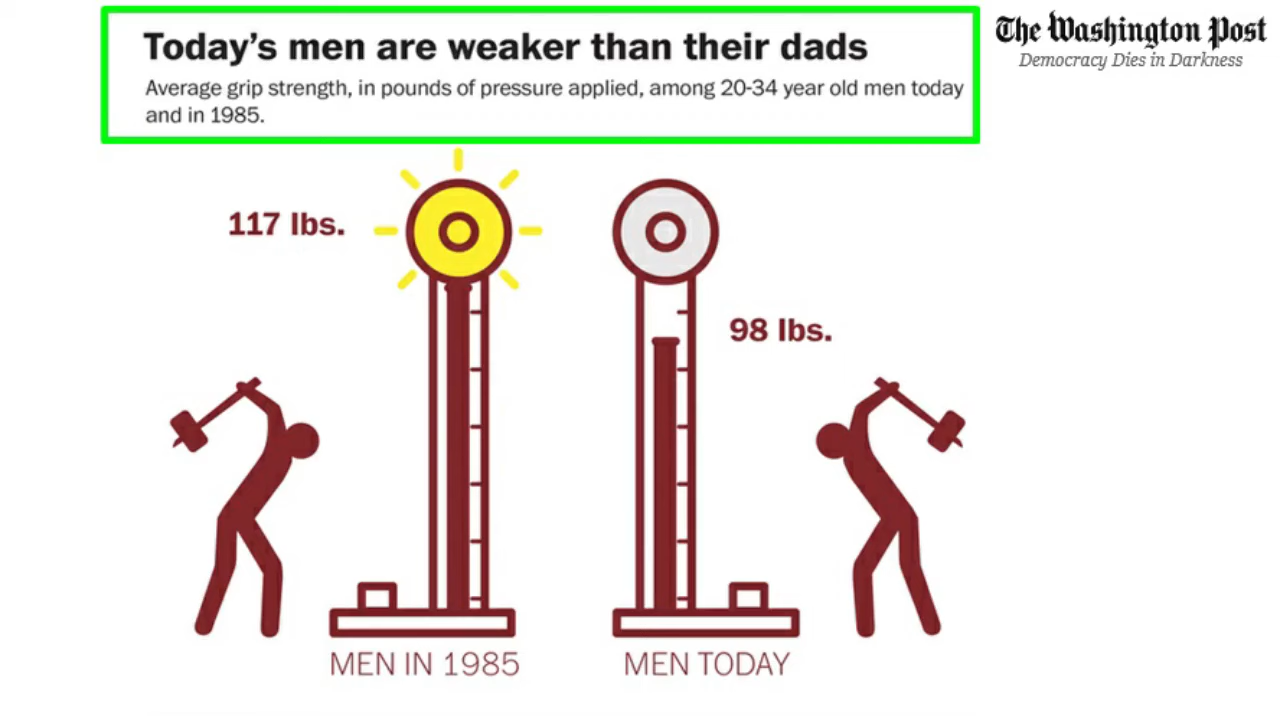 Today's men are weaker than their dads
Average grip strength, in pounds of pressure applied, among 20-34 year old men today
and in 1985.
The Washington Post
Democracy Dies in Darkness
117 lbs.
98 lbs.
MEN IN 1985
MEN TODAY